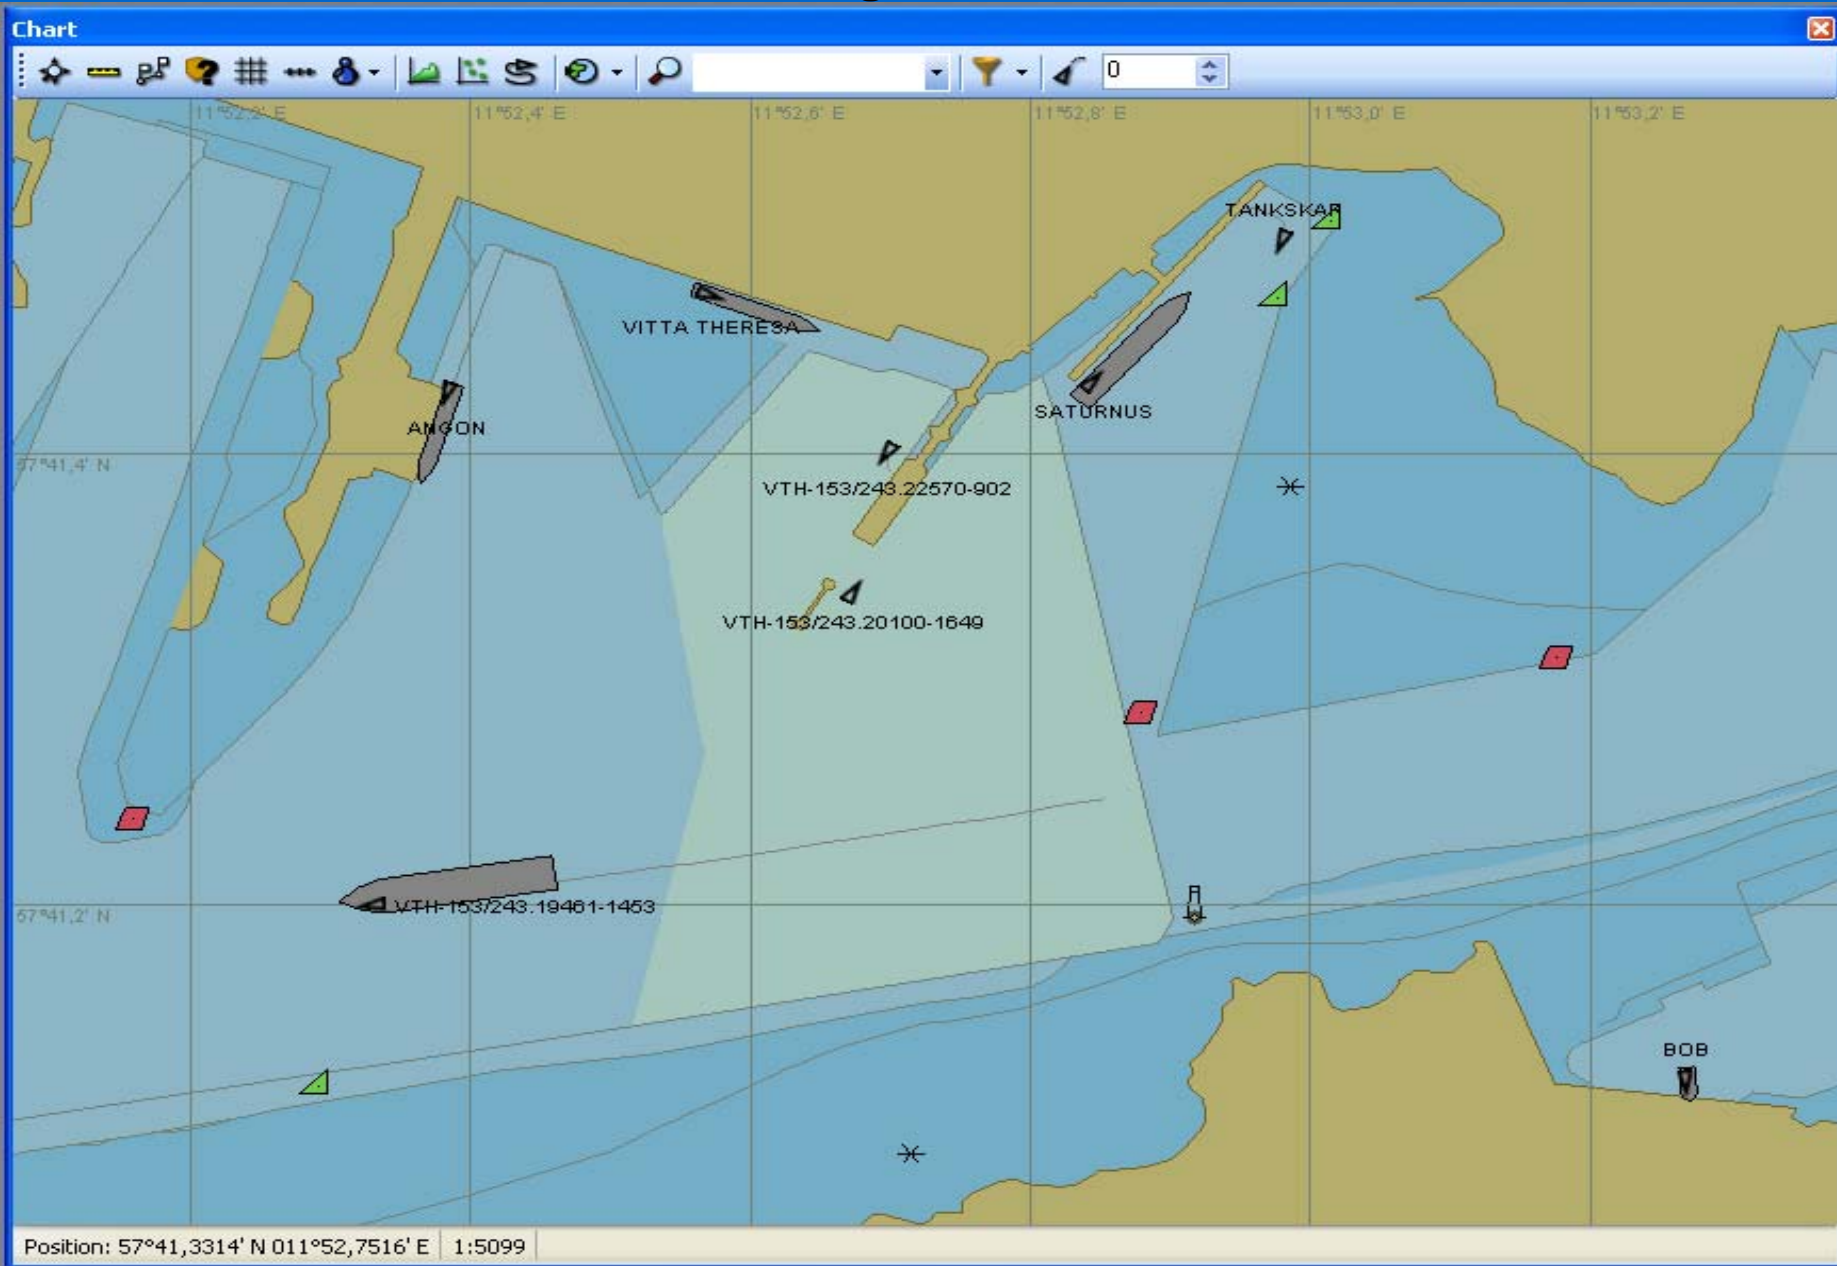 Chart
0
11°52,2' E 11°52,4' E 11°52,6' E 11°52,8' E 11°53,0' E 11°53,2' E
TANKSKAR
VITTA THERESA
SATURNUS
ANGON
57°41,4' N
VTH-153/243.22570-902
VTH-153/243.20100-1649
VTH-153/243.19461-1453
57°41,2' N
BOB
Position: 57°41,3314' N 011°52,7516' E 1:5099